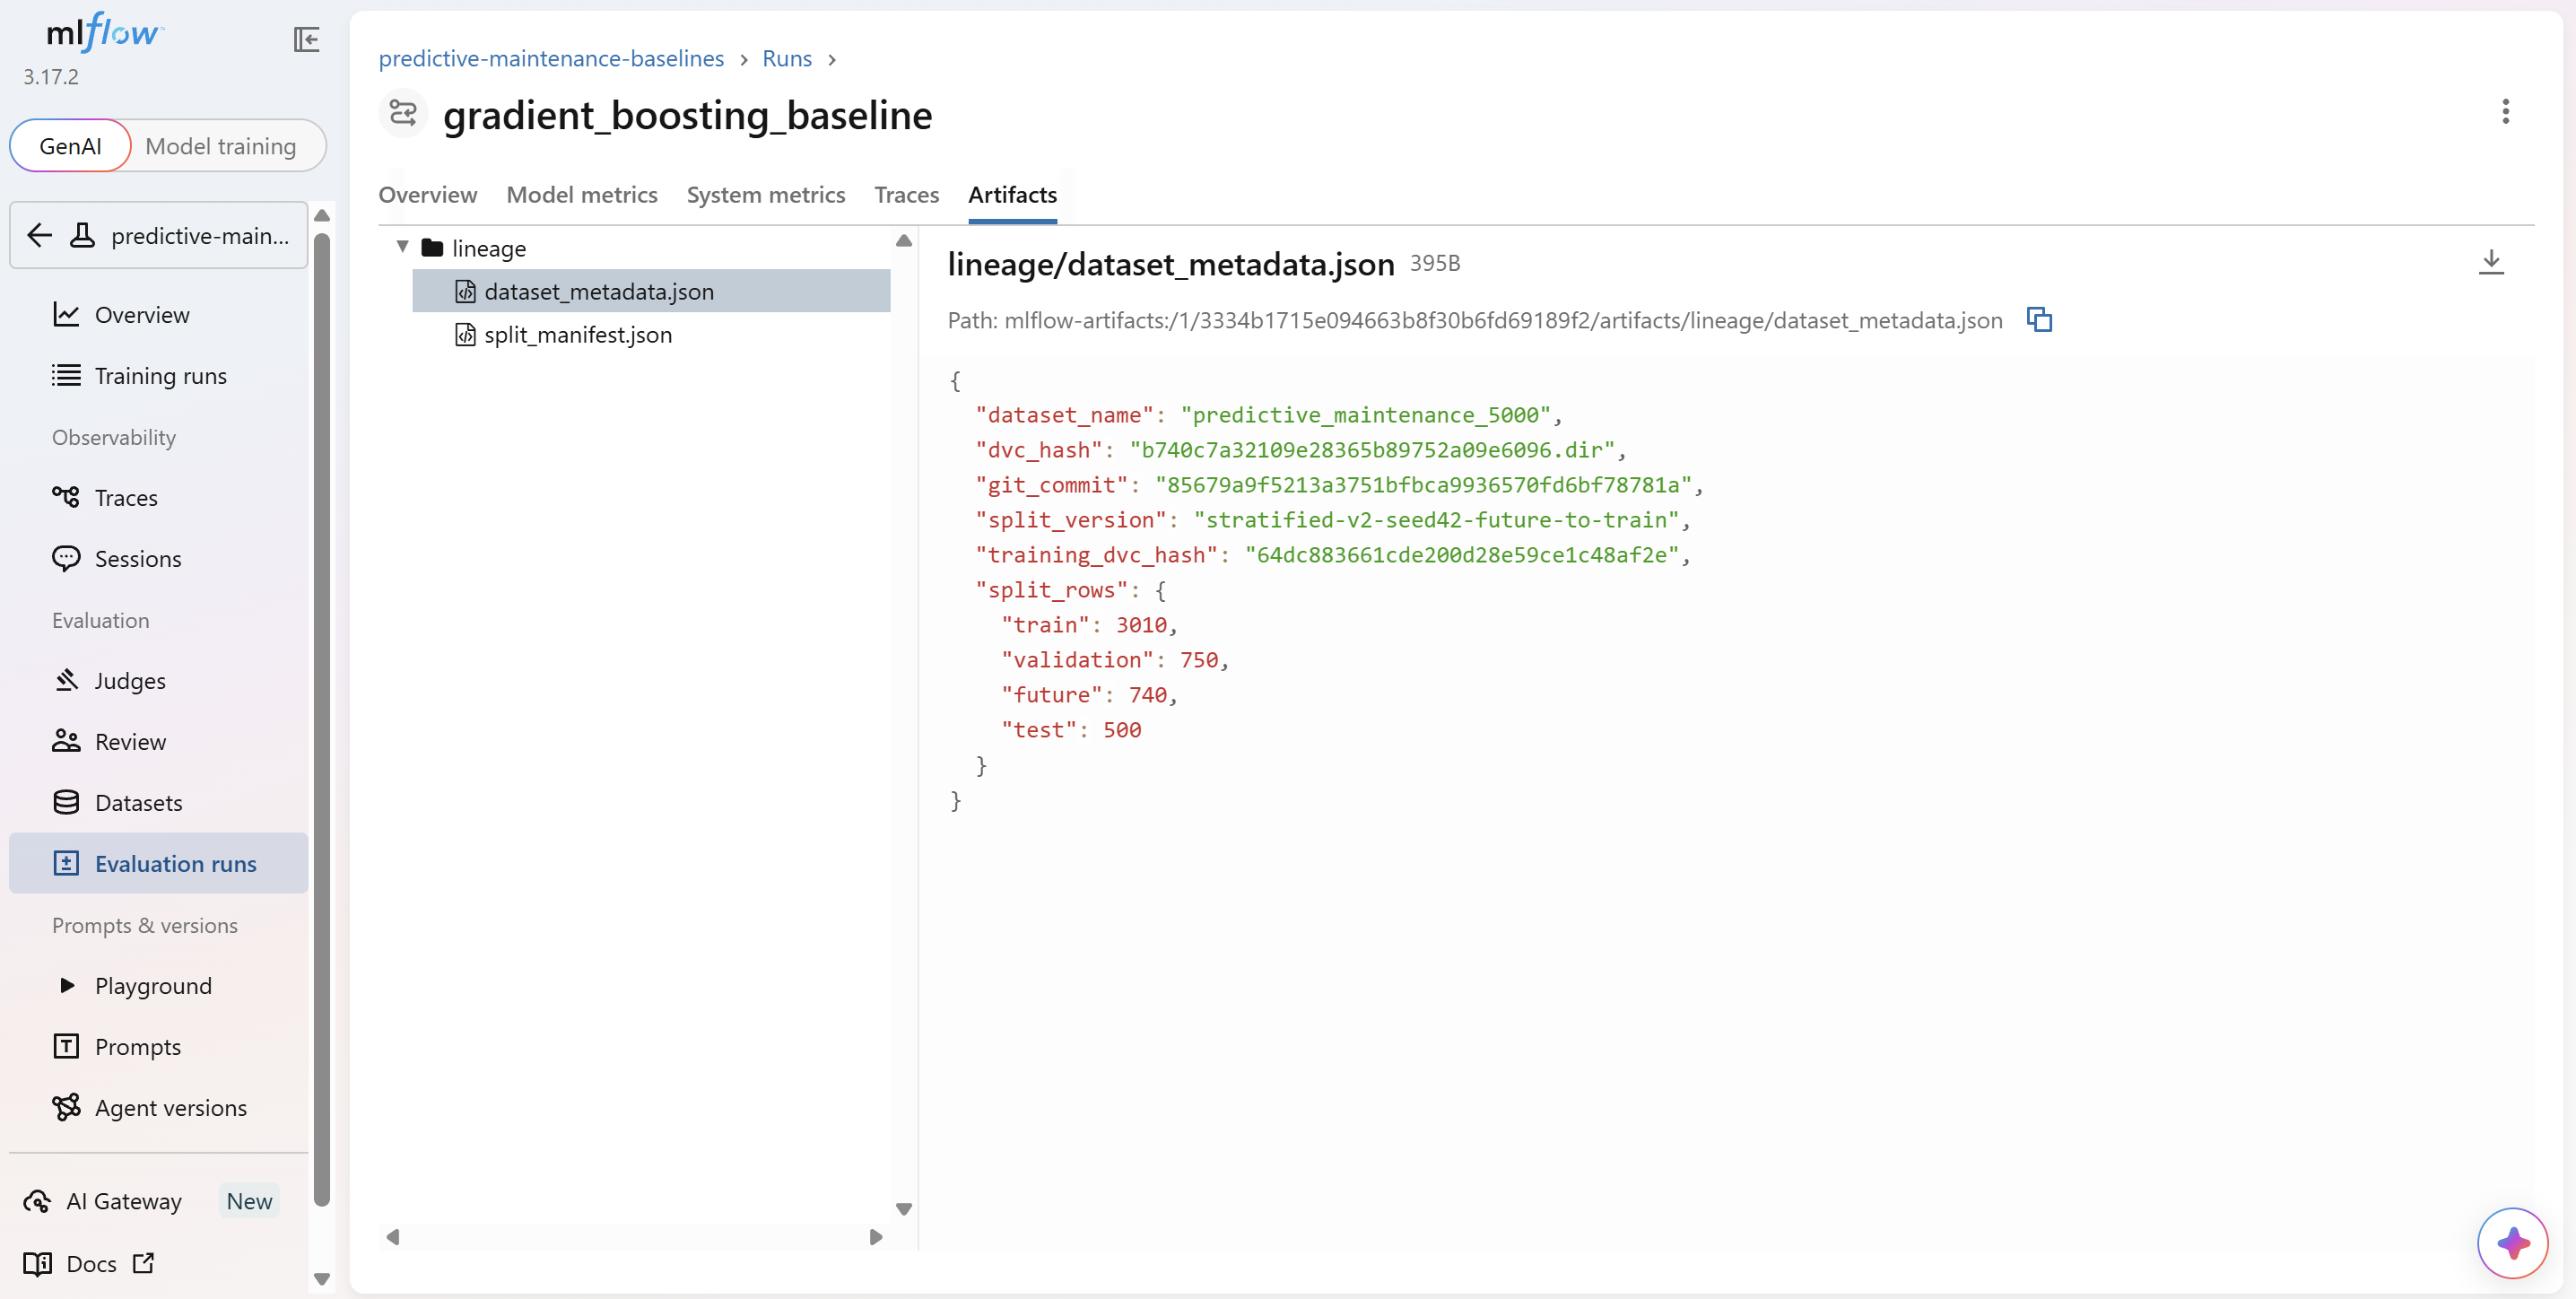 mlflow™
3.17.2
GenAI
Model training
predictive-main...
Overview
Training runs
Observability
Traces
Sessions
Evaluation
Judges
Review
Datasets
Evaluation runs
Prompts & versions
Playground
Prompts
Agent versions
AI Gateway
New
Docs
predictive-maintenance-baselines › Runs ›
gradient_boosting_baseline
Overview Model metrics System metrics Traces Artifacts
lineage
dataset_metadata.json
split_manifest.json
lineage/dataset_metadata.json 395B
Path: mlflow-artifacts:/1/3334b1715e094663b8f30b6fd69189f2/artifacts/lineage/dataset_metadata.json
{
  "dataset_name": "predictive_maintenance_5000",
  "dvc_hash": "b740c7a32109e28365b89752a09e6096.dir",
  "git_commit": "85679a9f5213a3751bfbca9936570fd6bf78781a",
  "split_version": "stratified-v2-seed42-future-to-train",
  "training_dvc_hash": "64dc883661cde200d28e59ce1c48af2e",
  "split_rows": {
    "train": 3010,
    "validation": 750,
    "future": 740,
    "test": 500
  }
}